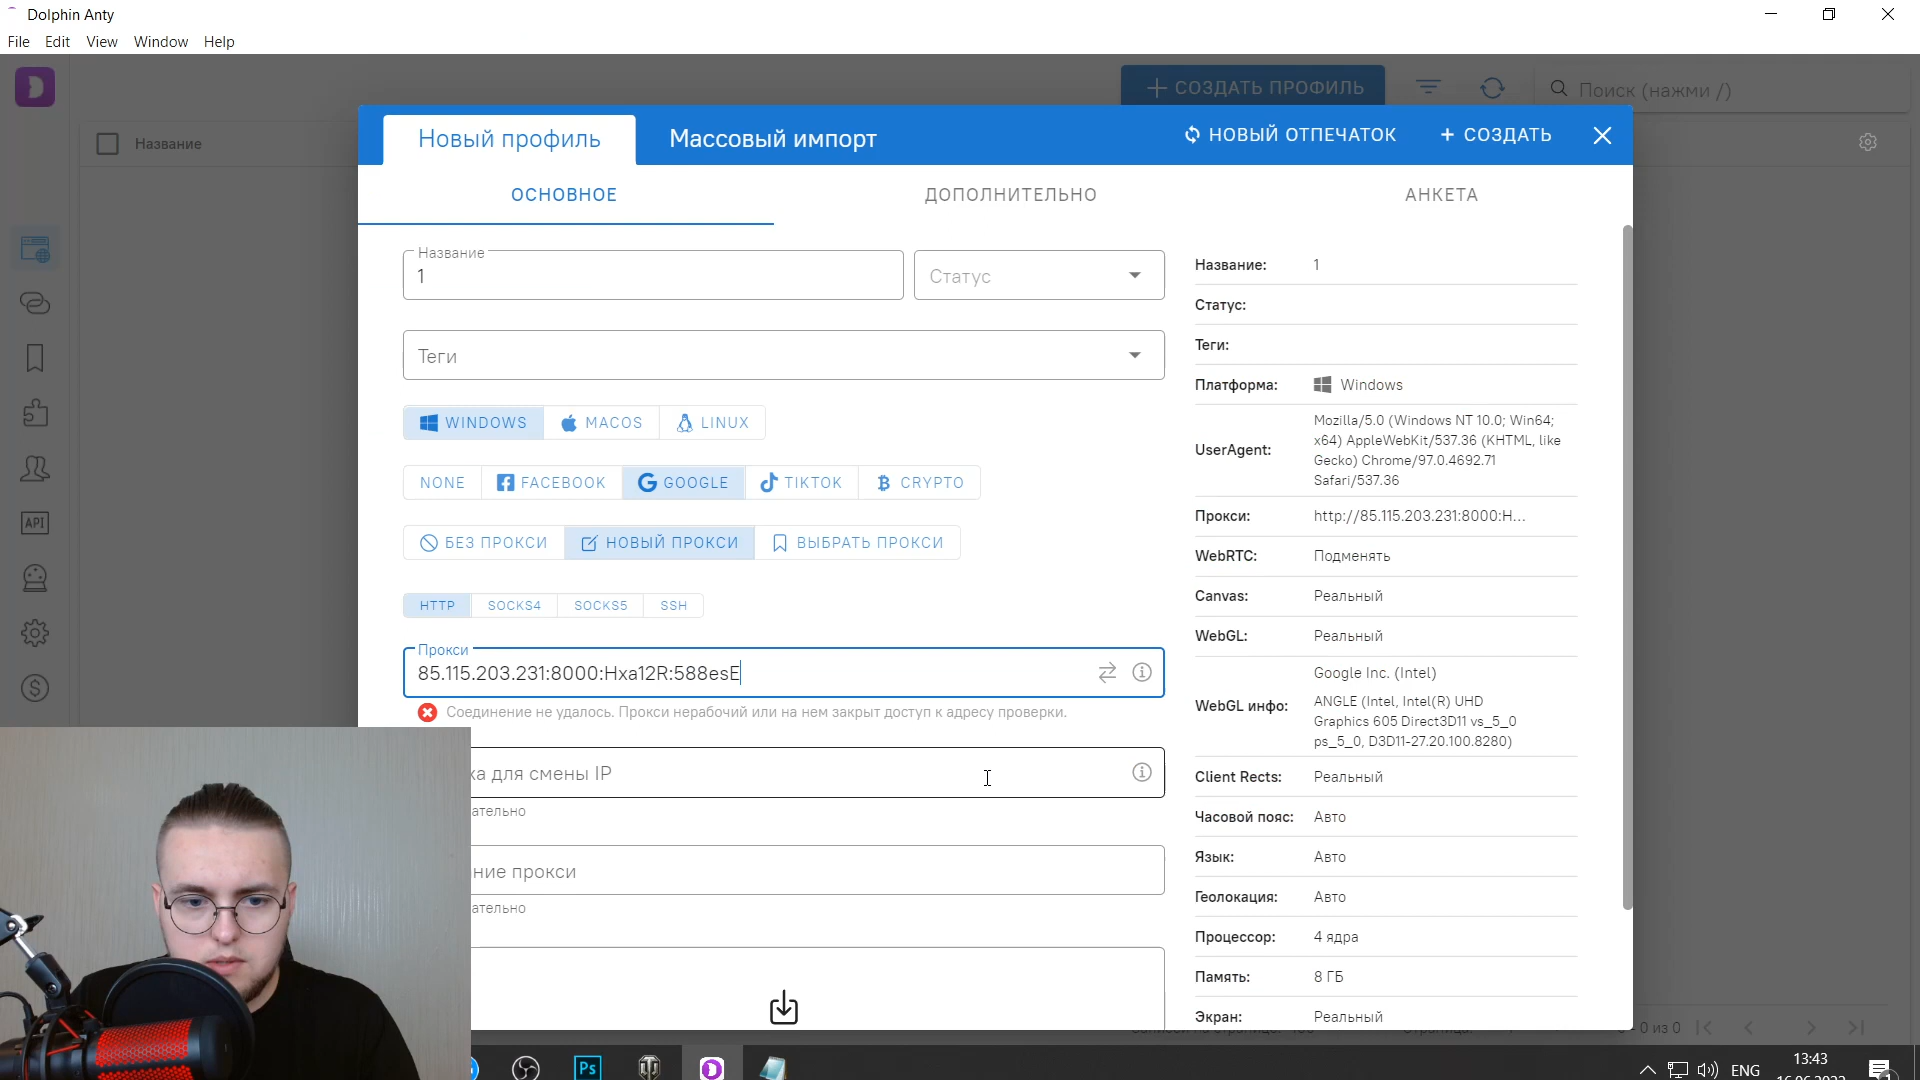 Dolphin Anty
File Edit View Window Help
СОЗДАТЬ ПРОФИЛЬ
Поиск (нажми /)
Новый профиль
Массовый импорт
НОВЫЙ ОТПЕЧАТОК
+ СОЗДАТЬ
Название
ОСНОВНОЕ
ДОПОЛНИТЕЛЬНО
АНКЕТА
Название
1
Статус
Теги
WINDOWS
MACOS
LINUX
NONE
FACEBOOK
GOOGLE
TIKTOK
CRYPTO
БЕЗ ПРОКСИ
НОВЫЙ ПРОКСИ
ВЫБРАТЬ ПРОКСИ
HTTP
SOCKS4
SOCKS5
SSH
Прокси
85.115.203.231:8000:Hxa12R:588esE
Соединение не удалось. Прокси нерабочий или на нем закрыт доступ к адресу проверки.
для смены IP
прокси
Название: 1
Статус:
Теги:
Платформа: Windows
UserAgent: Mozilla/5.0 (Windows NT 10.0; Win64;
x64) AppleWebKit/537.36 (KHTML, like
Gecko) Chrome/97.0.4692.71
Safari/537.36
Прокси: http://85.115.203.231:8000:H...
WebRTC: Подменять
Canvas: Реальный
WebGL: Реальный
WebGL инфо: Google Inc. (Intel)
ANGLE (Intel, Intel(R) UHD
Graphics 605 Direct3D11 vs_5_0
ps_5_0, D3D11-27.20.100.8280)
Client Rects: Реальный
Часовой пояс: Авто
Язык: Авто
Геолокация: Авто
Процессор: 4 ядра
Память: 8 ГБ
Экран: Реальный
0 из 0
API
Ps
ENG
13:43